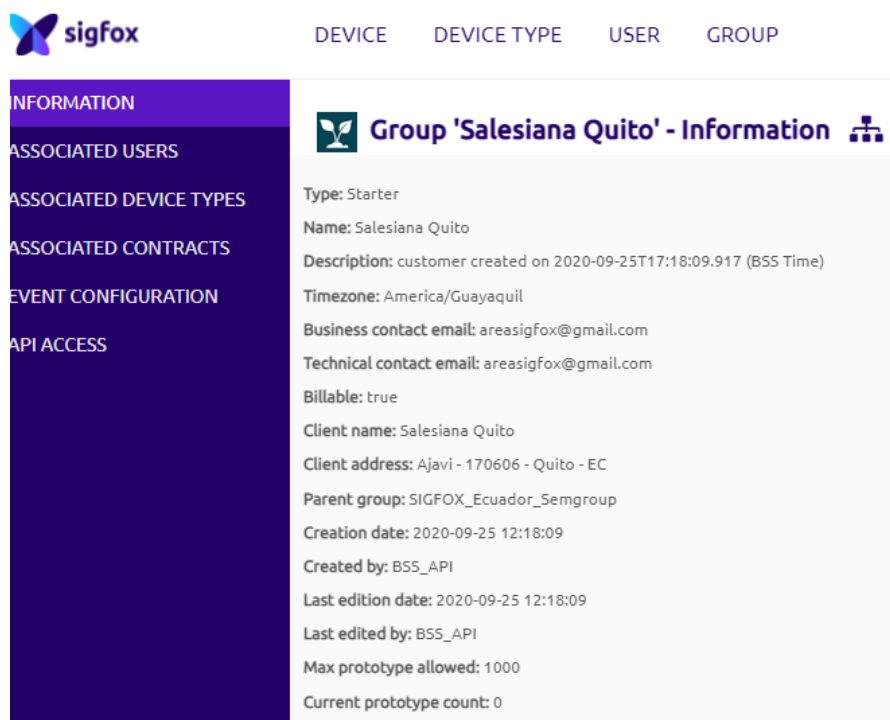 sigfox
DEVICE DEVICE TYPE USER GROUP
INFORMATION
ASSOCIATED USERS
ASSOCIATED DEVICE TYPES
ASSOCIATED CONTRACTS
EVENT CONFIGURATION
API ACCESS
Group 'Salesiana Quito' - Information
Type: Starter
Name: Salesiana Quito
Description: customer created on 2020-09-25T17:18:09.917 (BSS Time)
Timezone: America/Guayaquil
Business contact email: areasigfox@gmail.com
Technical contact email: areasigfox@gmail.com
Billable: true
Client name: Salesiana Quito
Client address: Ajavi - 170606 - Quito - EC
Parent group: SIGFOX_Ecuador_Semgroup
Creation date: 2020-09-25 12:18:09
Created by: BSS_API
Last edition date: 2020-09-25 12:18:09
Last edited by: BSS_API
Max prototype allowed: 1000
Current prototype count: 0